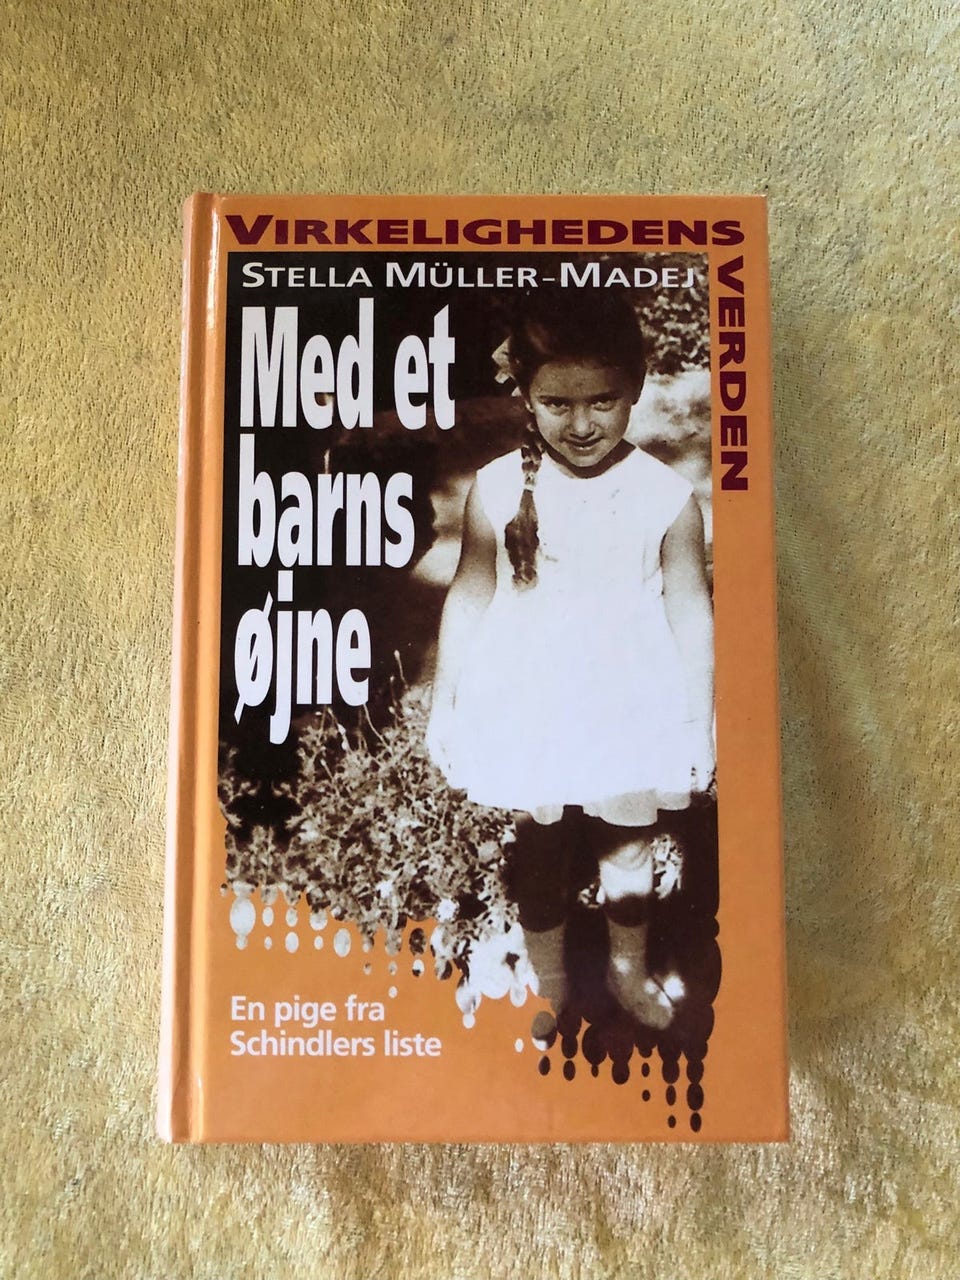 VIRKELIGHEDENS
VERDEN
STELLA MÜLLER-MADEJ
Med et
barns
øjne
En pige fra
Schindlers liste